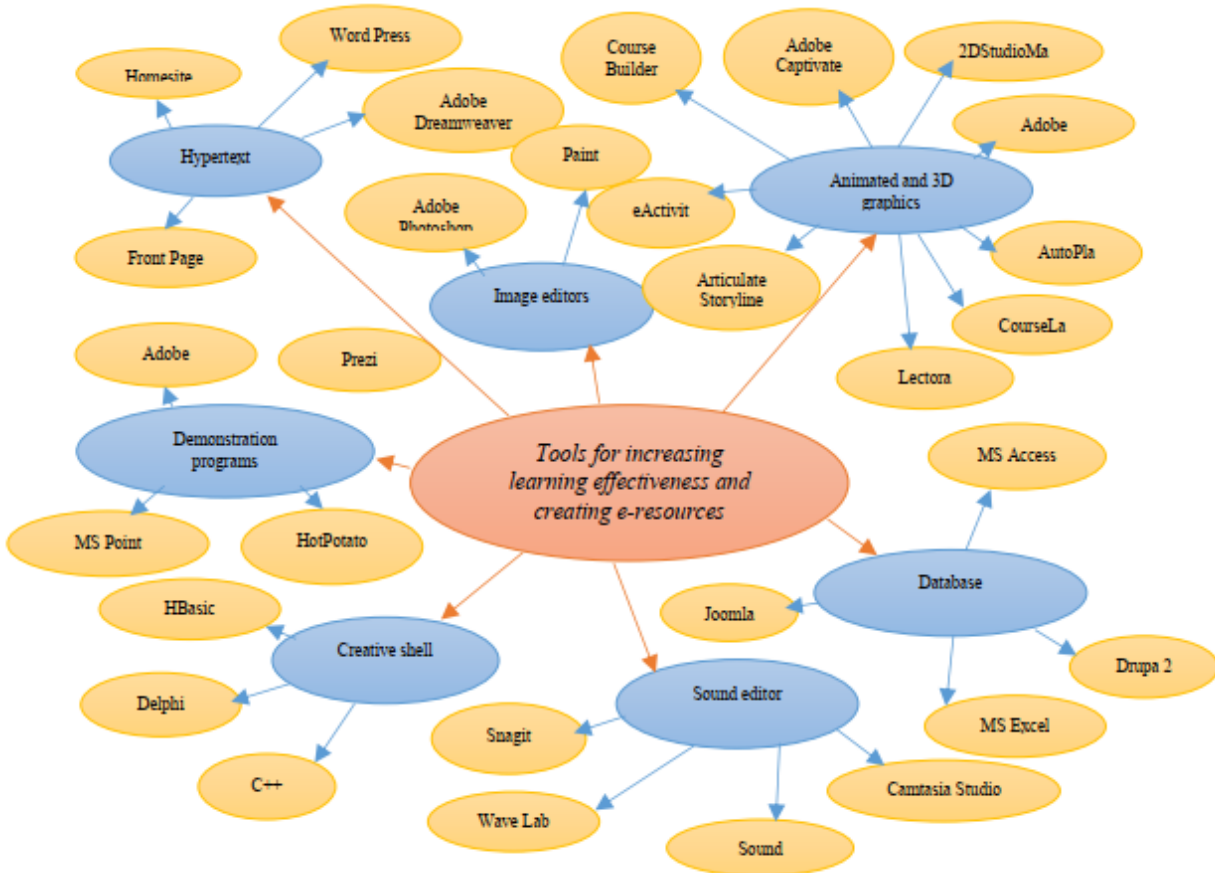 Word Press
Homesite
Adobe
Dreamweaver
Hypertext
Front Page
Course
Builder
Adobe
Captivate
2DStudioMa
Adobe
Paint
eActivit
Animated and 3D
graphics
Adobe
Photoshop
Image editors
Articulate
Storyline
AutoPla
CourseLa
Lectora
Adobe
Prezi
Demonstration
programs
MS Point
HotPotato
Tools for increasing
learning effectiveness and
creating e-resources
MS Access
Database
Joomla
Drupa 2
MS Excel
HBasic
Creative shell
Delphi
C++
Sound editor
Snagit
Wave Lab
Sound
Camtasia Studio